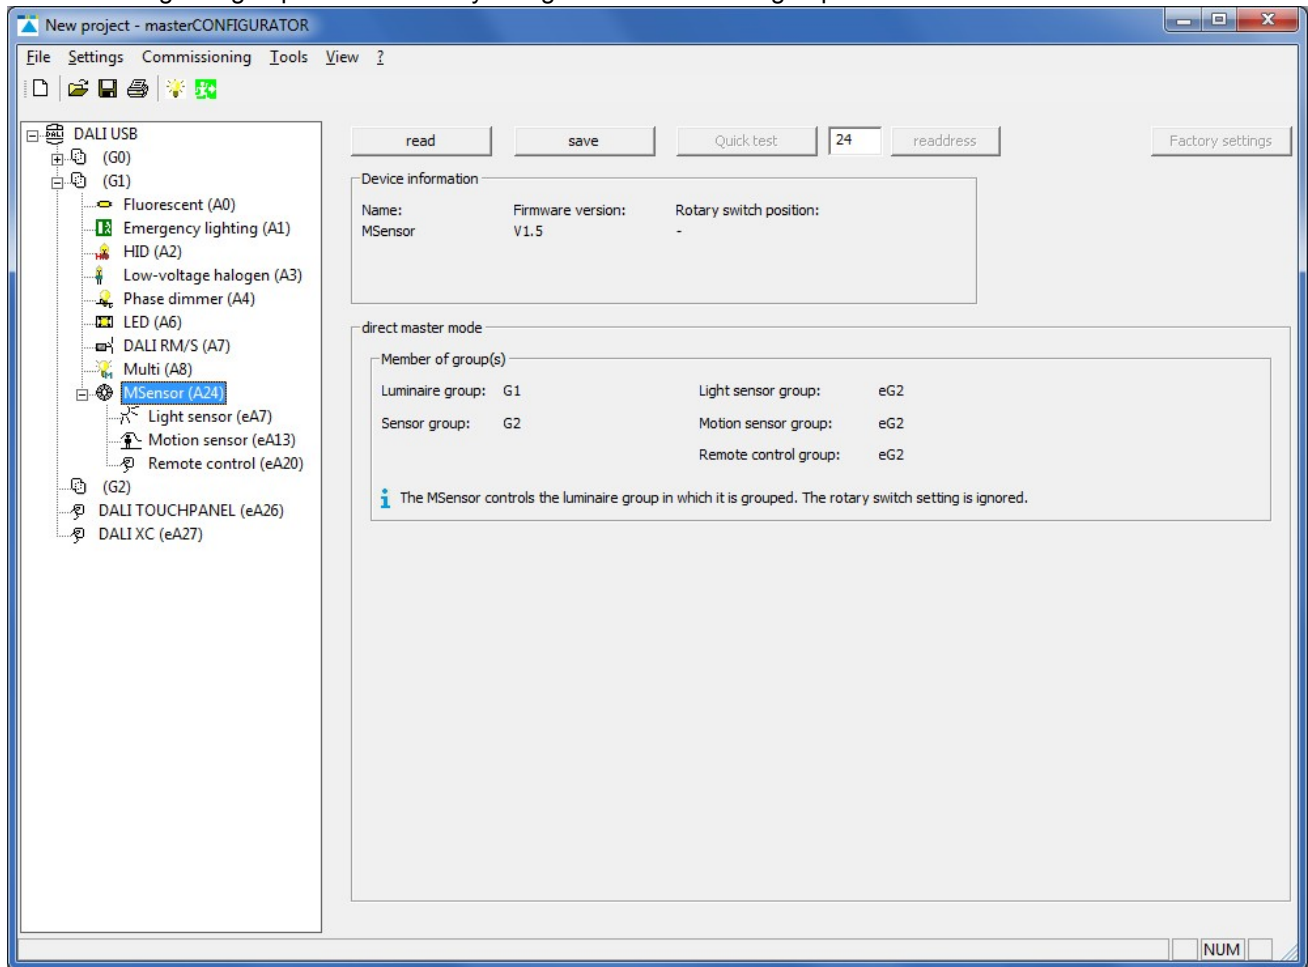 New project - masterCONFIGURATOR
File Settings Commissioning Tools View ?
DALI USB
(G0)
(G1)
Fluorescent (A0)
Emergency lighting (A1)
HID (A2)
Low-voltage halogen (A3)
Phase dimmer (A4)
LED (A6)
DALI RM/S (A7)
Multi (A8)
MSensor (A24)
Light sensor (eA7)
Motion sensor (eA13)
Remote control (eA20)
(G2)
DALI TOUCHPANEL (eA26)
DALI XC (eA27)
read save Quick test 24 readdress Factory settings
Device information
Name: Firmware version: Rotary switch position:
MSensor V1.5 -
direct master mode
Member of group(s)
Luminaire group: G1 Light sensor group: eG2
Sensor group: G2 Motion sensor group: eG2
Remote control group: eG2
The MSensor controls the luminaire group in which it is grouped. The rotary switch setting is ignored.
NUM